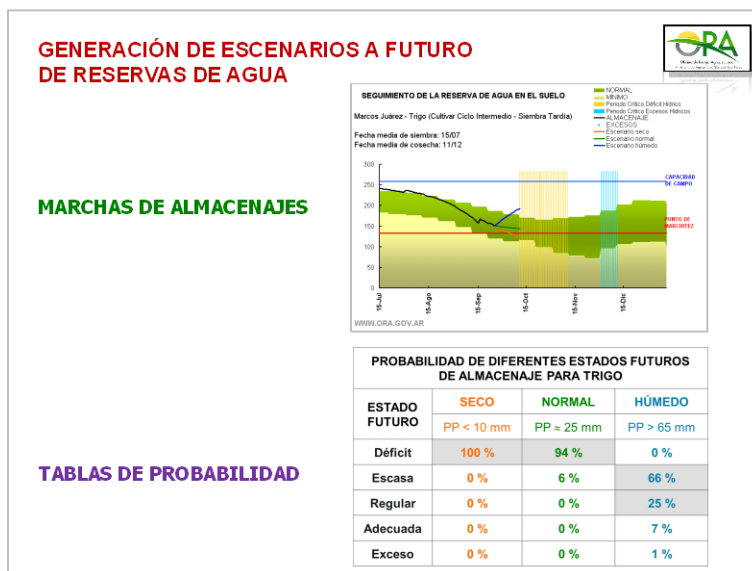 GENERACIÓN DE ESCENARIOS A FUTURO
DE RESERVAS DE AGUA
ORA
MARCHAS DE ALMACENAJES
SEGUIMIENTO DE LA RESERVA DE AGUA EN EL SUELO
Marcos Juárez - Trigo (Cultivar Ciclo Intermedio - Siembra Tardía)
Fecha media de siembra: 15/07
Fecha media de cosecha: 11/12
NORMAL
MÍNIMO
Periodo Crítico Déficit Hídrico
Periodo Crítico Excesos Hídricos
ALMACENAJE
EXCESOS
Escenario seco
Escenario normal
Escenario húmedo
300
250
200
150
100
50
0
CAPACIDAD
DE CAMPO
PUNTO DE
MARCHITEZ
15-Jul
15-Ago
15-Sep
15-Oct
15-Nov
15-Dic
WWW.ORA.GOV.AR
TABLAS DE PROBABILIDAD
PROBABILIDAD DE DIFERENTES ESTADOS FUTUROS
DE ALMACENAJE PARA TRIGO
ESTADO FUTURO SECO NORMAL HÚMEDO
PP < 10 mm PP ≈ 25 mm PP > 65 mm
Déficit 100 % 94 % 0 %
Escasa 0 % 6 % 66 %
Regular 0 % 0 % 25 %
Adecuada 0 % 0 % 7 %
Exceso 0 % 0 % 1 %